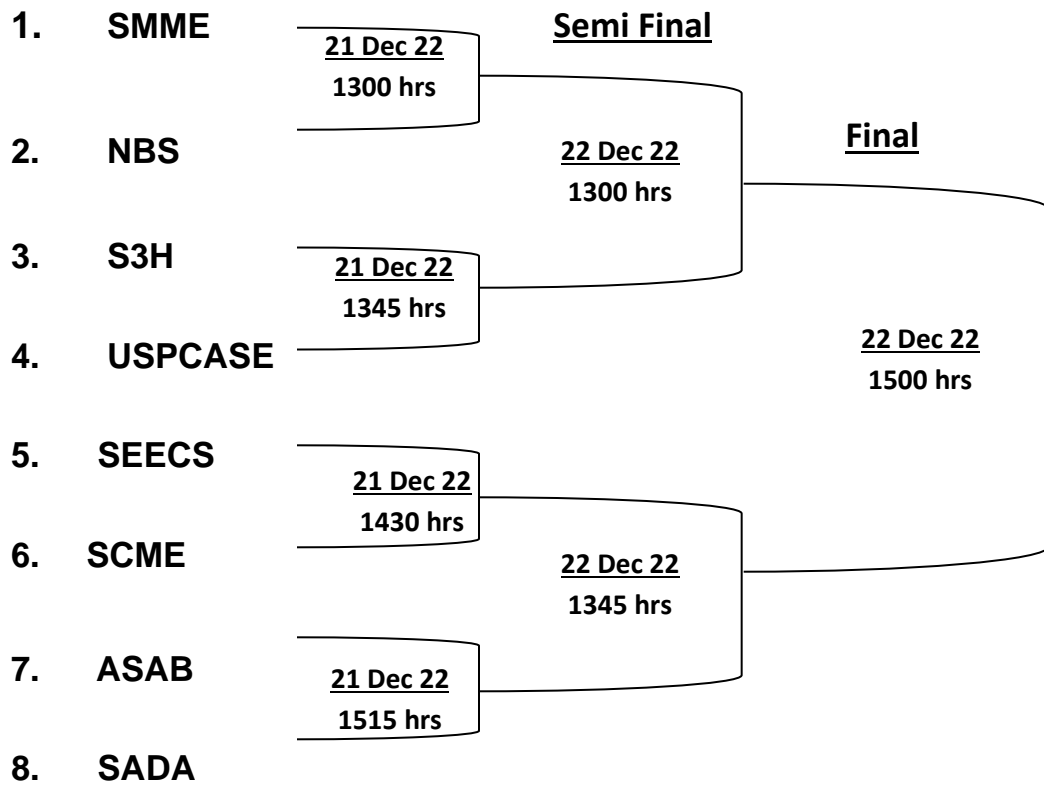 1. SMME
21 Dec 22
1300 hrs
2. NBS
3. S3H
21 Dec 22
1345 hrs
4. USPCASE
5. SEECS
21 Dec 22
1430 hrs
6. SCME
7. ASAB
21 Dec 22
1515 hrs
8. SADA
Semi Final
22 Dec 22
1300 hrs
22 Dec 22
1345 hrs
Final
22 Dec 22
1500 hrs